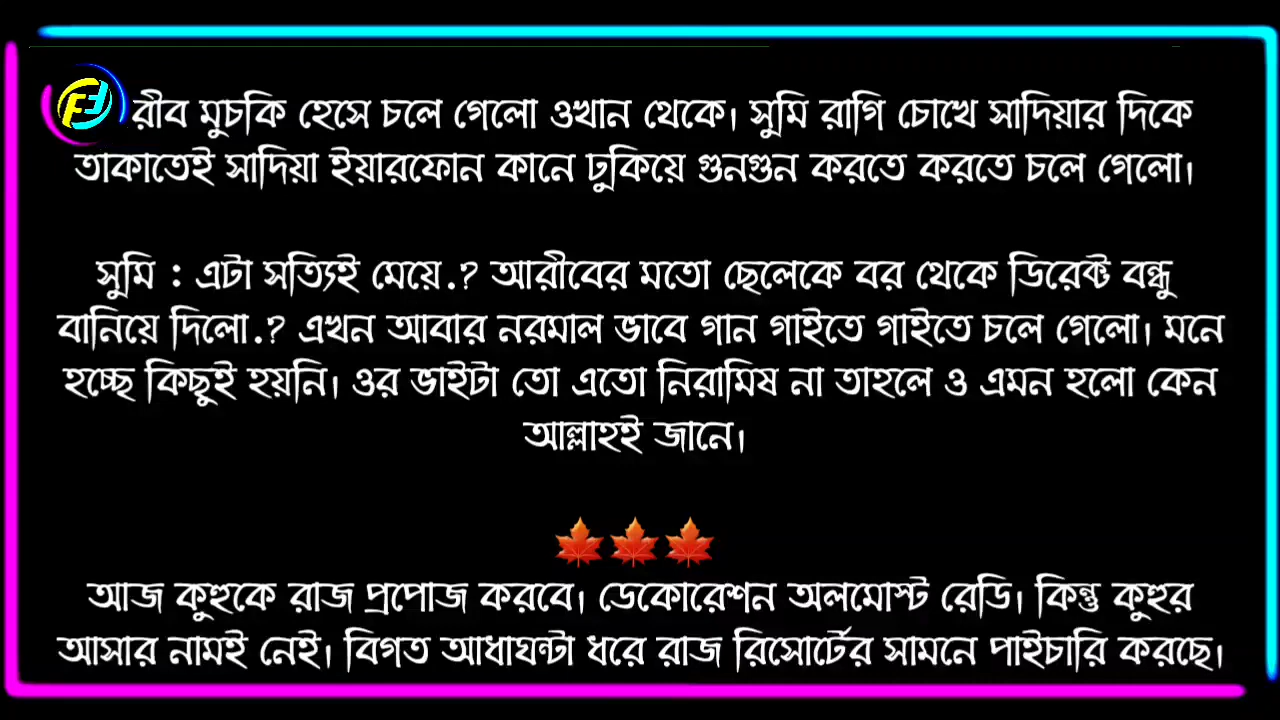 রীব মুচকি হেসে চলে গেলো ওখান থেকে। সুমি রাগি চোখে সাদিয়ার দিকে
তাকাতেই সাদিয়া ইয়ারফোন কানে ঢুকিয়ে গুনগুন করতে করতে চলে গেলো।
সুমি : এটা সত্যিই মেয়ে.? আরীবের মতো ছেলেকে বর থেকে ডিরেক্ট বন্ধু
বানিয়ে দিলো.? এখন আবার নরমাল ভাবে গান গাইতে গাইতে চলে গেলো। মনে
হচ্ছে কিছুই হয়নি। ওর ভাইটা তো এতো নিরামিষ না তাহলে ও এমন হলো কেন
আল্লাহই জানে।
🍁🍁🍁
আজ কুহুকে রাজ প্রপোজ করবে। ডেকোরেশন অলমোস্ট রেডি। কিন্তু কুহুর
আসার নামই নেই। বিগত আধাঘন্টা ধরে রাজ রিসোর্টের সামনে পাইচারি করছে।